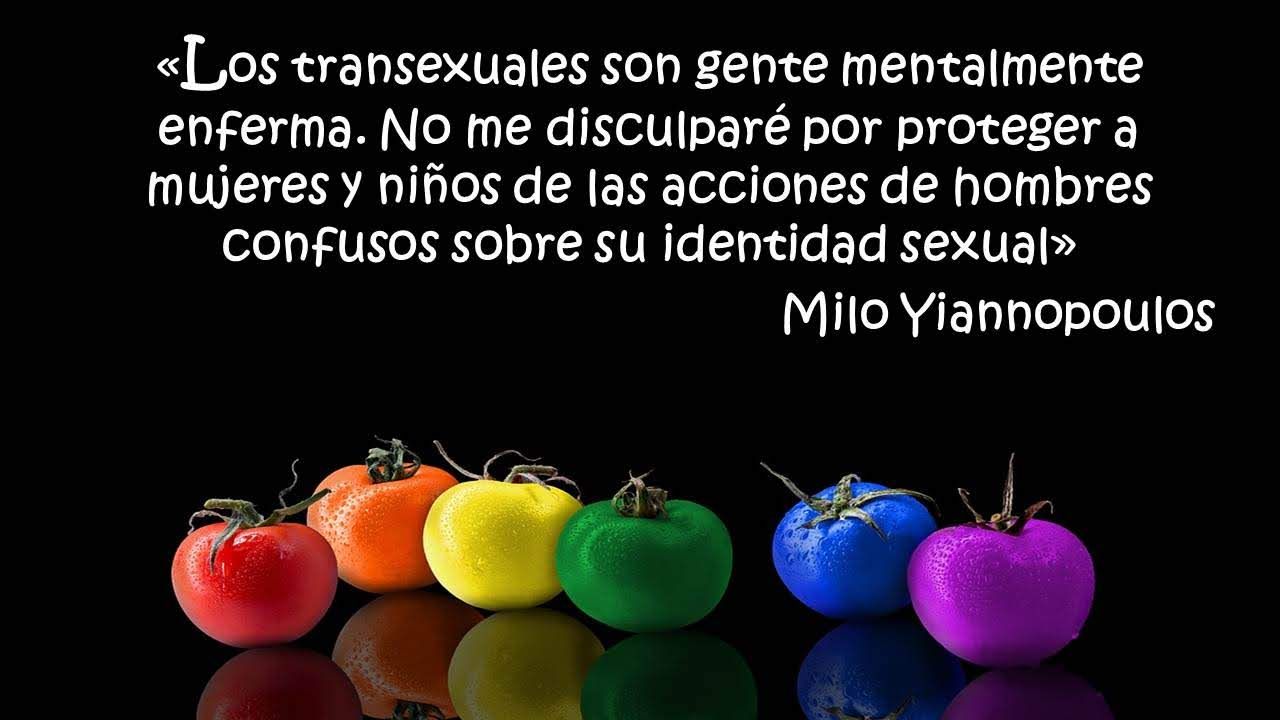 «Los transexuales son gente mentalmente
enferma. No me disculparé por proteger a
mujeres y niños de las acciones de hombres
confusos sobre su identidad sexual»
Milo Yiannopoulos